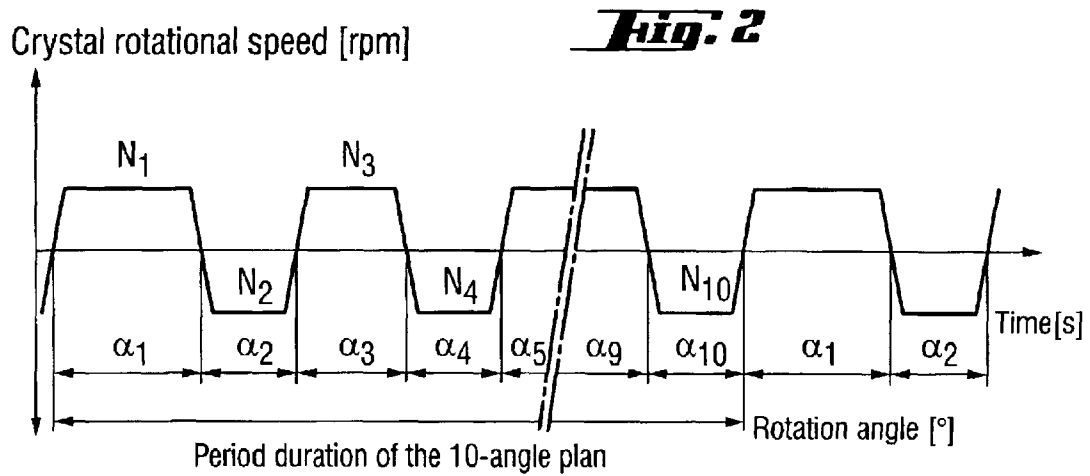 Fig. 2
Crystal rotational speed [rpm]
N1 N3
N2 N4 N10
Time[s]
α1 α2 α3 α4 α5 α9 α10 α1 α2
Rotation angle [°]
Period duration of the 10-angle plan